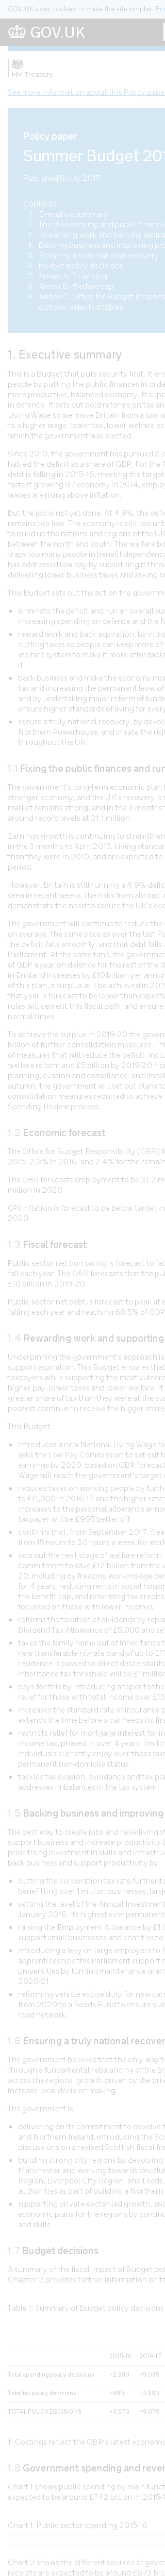 GOV.UK uses cookies to make the site simpler.
GOV.UK
HM Treasury
See more information about this Policy pape
Policy paper
Summer Budget 20
Published 8 July 2015
Contents
1. Executive summary
2. The UK economy and public finance
3. Rewarding work and backing aspira
4. Backing business and improving pro
5. Ensuring a truly national recovery
6. Budget policy decisions
7. Annex A: Financing
8. Annex B: Welfare cap
9. Annex C: Office for Budget Respons
outlook, selected tables
1. Executive summary
This is a Budget that puts security first. It en
people by putting the public finances in orde
more productive, balanced economy. It supp
in defence. It sets out bold reforms on tax an
Living Wage so we move Britain from a low w
to a higher wage, lower tax, lower welfare ec
which the government was elected.
Since 2010, the government has pursued a lo
halved the deficit as a share of GDP. For the f
debt is falling in 2015-16, meeting the target
fastest growing G7 economy in 2014, employ
wages are rising above inflation.
But the job is not yet done. At 4.9%, the defi
remains too low. The economy is still too unb
to build up the nations and regions of the UK
between the north and south. The welfare bil
traps too many people in benefit dependenc
has addressed low pay by subsidising it throu
delivering lower business taxes and asking b
This Budget sets out the action the governm
eliminate the deficit and run an overall sur
increasing spending on defence and the fu
reward work and back aspiration, by intro
cutting taxes so people can keep more of
welfare system to make it more affordable
it
back business and make the economy mo
tax and increasing the permanent level of
and by undertaking major reform of fundin
ensure higher standards of living for every
secure a truly national recovery, by devolv
Northern Powerhouse, and create the righ
throughout the UK
1.1 Fixing the public finances and run
The government's long-term economic plan i
stronger economy, and the UK's recovery is
market remains strong, and in the 3 months
around record levels at 31.1 million.
Earnings growth is continuing to strengthen
in the 3 months to April 2015. Living standar
than they were in 2010, and are expected to
period.
However, Britain is still running a 4.9% defic
seen in recent weeks, the risks from abroad,
demonstrate the need to secure the UK's eco
The government will continue to reduce the
on average, the same pace as over the last Pa
the deficit falls smoothly, and that debt falls
Parliament. At the same time, the governmen
of GDP a year on defence for the rest of the d
in England increases by £10 billion per annur
of this plan, a surplus will be achieved in 201
that year is forecast to be lower than expecte
rules will cement this fiscal path, and ensure
normal times.
To achieve the surplus in 2019-20 the governm
billion of further consolidation measures. Th
of measures that will reduce the deficit, inclu
welfare reform and £5 billion by 2019-20 from
planning, evasion and compliance, and imbal
autumn, the government will set out plans to
consolidation measures required to achieve
Spending Review process.
1.2 Economic forecast
The Office for Budget Responsibility (OBR) f
2015, 2.3% in 2016, and 2.4% for the remain
The OBR forecasts employment to be 31.2 m
million in 2020.
CPI inflation is forecast to be below target in
2020.
1.3 Fiscal forecast
Public sector net borrowing is forecast to fal
fall each year. The OBR forecasts that the pu
£10 billion in 2019-20.
Public sector net debt is forecast to peak at 8
falling each year and reaching 68.5% of GDP
1.4 Rewarding work and supporting
Underpinning the government's approach is
support aspiration. This Budget ensures that
taxpayers while supporting the most vulnera
higher pay, lower taxes and lower welfare. It
greater share of tax than they were at the sta
poorest continue to receive the bigger share
This Budget:
introduces a new National Living Wage fo
asks the Low Pay Commission to set out h
earnings by 2020; based on OBR forecast
Wage will reach the government's target
reduces taxes on working people by furth
to £11,000 in 2016-17 and the higher rate
increases to the personal allowance annou
taxpayer will be £905 better off
confirms that, from September 2017, free
from 15 hours to 30 hours a week for work
sets out the next stage of welfare reform,
commitment to save £12 billion from the
20, including freezing working-age benefi
for 4 years, reducing rents in social housin
the benefit cap, and reforming tax credits
focussed on those with lower incomes
reforms the taxation of dividends by repla
Dividend Tax Allowance of £5,000 and set
takes the family home out of inheritance t
new transferable nil-rate band of up to £17
residence is passed to direct descendants
inheritance tax threshold will be £1 million
pays for this by introducing a taper to the
relief for those with total income over £15
increases the standard rate of insurance p
extends the time before a car needs its fir
restricts relief for mortgage interest for in
income tax, phased in over 4 years, limitin
individuals currently enjoy over those pur
permanent non-domicile status
tackles tax evasion, avoidance and tax pla
addresses imbalances in the tax system
1.5 Backing business and improving
The best way to create jobs and raise living s
support business and increase productivity b
prioritising investment in skills and infrastruc
back business and support productivity by:
cutting the corporation tax rate further to
benefitting over 1 million businesses, large
setting the level of the Annual Investment
January 2016, its highest ever permanent
raising the Employment Allowance by £1,
support small businesses and charities to
introducing a levy on large employers to f
apprenticeships this Parliament supporting
universities by turning maintenance gran
2020-21
reforming vehicle excise duty for new cars
from 2020 to a Roads Fund to ensure suc
road network
1.6 Ensuring a truly national recover
The government believes that the only way t
through a fundamental rebalancing of the Br
across the regions; growth driven by the priv
increase local decision making.
The government is:
delivering on its commitment to devolve f
and Northern Ireland, introducing the Sco
discussions on a revised Scottish fiscal fra
building strong city regions by devolving
Manchester and working towards devolut
Region, Liverpool City Region, and Leeds,
authorities as part of building a Northern
supporting private-sector-led growth, and
economic plans for the regions by continu
and skills
1.7 Budget decisions
A summary of the fiscal impact of Budget pol
Chapter 2 provides further information on th
Table 1: Summary of Budget policy decisions
2015-16 2016-17
Total spending policy decisions +2,590 +5,095
Total tax policy decisions +980 +3,980
TOTAL POLICY DECISIONS +3,570 +9,075
1. Costings reflect the OBR's latest economic
1.8 Government spending and reven
Chart 1 shows public spending by main funct
expected to be around £742 billion in 2015-1
Chart 1: Public sector spending 2015-16
Chart 2 shows the different sources of gover
receipts are expected to be around £673 billi